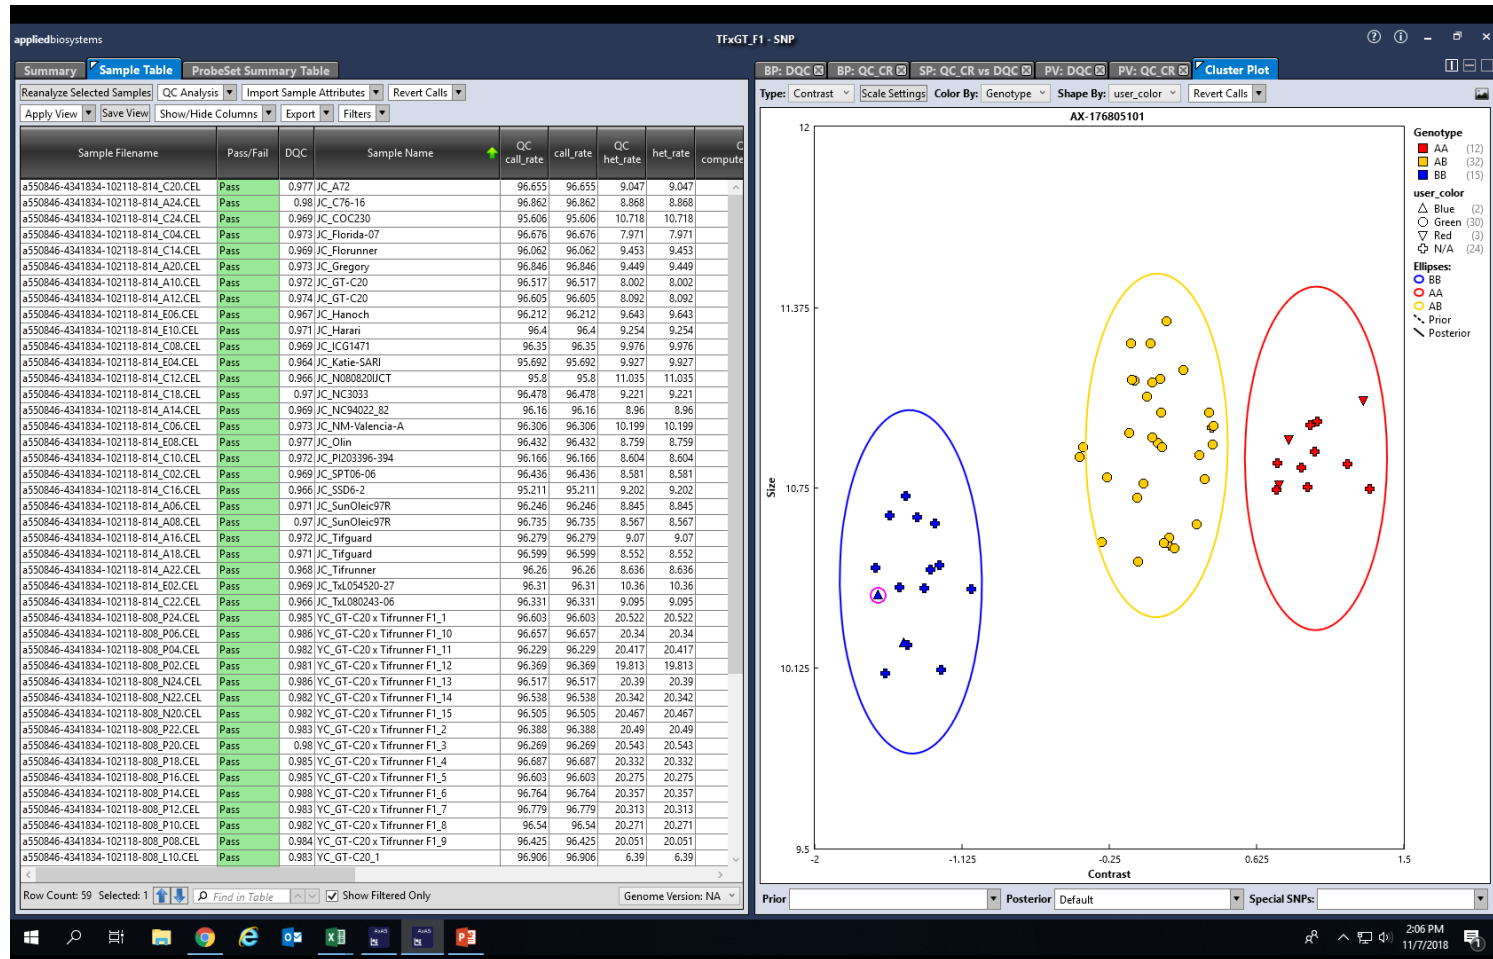 appliedbiosystems
TFxGT_F1 - SNP
Summary Sample Table ProbeSet Summary Table
BP: DQC BP: QC_CR SP: QC_CR vs DQC PV: DQC PV: QC_CR Cluster Plot
Reanalyze Selected Samples QC Analysis Import Sample Attributes Revert Calls
Type: Contrast Scale Settings Color By: Genotype Shape By: user_color Revert Calls
Apply View Save View Show/Hide Columns Export Filters
Sample Filename Pass/Fail DQC Sample Name QC call_rate call_rate QC het_rate het_rate C compute
a550846-4341834-102118-814_C20.CEL Pass 0.977 JC_A72 96.655 96.655 9.047 9.047
a550846-4341834-102118-814_A24.CEL Pass 0.98 JC_C76-16 96.862 96.862 8.868 8.868
a550846-4341834-102118-814_C24.CEL Pass 0.969 JC_COC230 95.606 95.606 10.718 10.718
a550846-4341834-102118-814_C04.CEL Pass 0.973 JC_Florida-07 96.676 96.676 7.971 7.971
a550846-4341834-102118-814_C14.CEL Pass 0.969 JC_Florunner 96.062 96.062 9.453 9.453
a550846-4341834-102118-814_A20.CEL Pass 0.973 JC_Gregory 96.846 96.846 9.449 9.449
a550846-4341834-102118-814_A10.CEL Pass 0.972 JC_GT-C20 96.517 96.517 8.002 8.002
a550846-4341834-102118-814_A12.CEL Pass 0.974 JC_GT-C20 96.605 96.605 8.092 8.092
a550846-4341834-102118-814_E06.CEL Pass 0.967 JC_Hanoch 96.212 96.212 9.643 9.643
a550846-4341834-102118-814_E10.CEL Pass 0.971 JC_Harari 96.4 96.4 9.254 9.254
a550846-4341834-102118-814_C08.CEL Pass 0.969 JC_ICG1471 96.35 96.35 9.976 9.976
a550846-4341834-102118-814_E04.CEL Pass 0.964 JC_Katie-SARI 95.692 95.692 9.927 9.927
a550846-4341834-102118-814_C12.CEL Pass 0.966 JC_N080820IJCT 95.8 95.8 11.035 11.035
a550846-4341834-102118-814_C18.CEL Pass 0.97 JC_NC3033 96.478 96.478 9.221 9.221
a550846-4341834-102118-814_A14.CEL Pass 0.969 JC_NC94022_82 96.16 96.16 8.96 8.96
a550846-4341834-102118-814_C06.CEL Pass 0.973 JC_NM-Valencia-A 96.306 96.306 10.199 10.199
a550846-4341834-102118-814_E08.CEL Pass 0.977 JC_Olin 96.432 96.432 8.759 8.759
a550846-4341834-102118-814_C10.CEL Pass 0.972 JC_PI203396-394 96.166 96.166 8.604 8.604
a550846-4341834-102118-814_C02.CEL Pass 0.969 JC_SPT06-06 96.436 96.436 8.581 8.581
a550846-4341834-102118-814_C16.CEL Pass 0.966 JC_SSD6-2 95.211 95.211 9.202 9.202
a550846-4341834-102118-814_A06.CEL Pass 0.971 JC_SunOleic97R 96.246 96.246 8.845 8.845
a550846-4341834-102118-814_A08.CEL Pass 0.97 JC_SunOleic97R 96.735 96.735 8.567 8.567
a550846-4341834-102118-814_A16.CEL Pass 0.972 JC_Tifguard 96.279 96.279 9.07 9.07
a550846-4341834-102118-814_A18.CEL Pass 0.971 JC_Tifguard 96.599 96.599 8.552 8.552
a550846-4341834-102118-814_A22.CEL Pass 0.968 JC_Tifrunner 96.26 96.26 8.636 8.636
a550846-4341834-102118-814_E02.CEL Pass 0.969 JC_TxL054520-27 96.31 96.31 10.36 10.36
a550846-4341834-102118-814_C22.CEL Pass 0.966 JC_TxL080243-06 96.331 96.331 9.095 9.095
a550846-4341834-102118-808_P24.CEL Pass 0.985 YC_GT-C20 x Tifrunner F1_1 96.603 96.603 20.522 20.522
a550846-4341834-102118-808_P06.CEL Pass 0.986 YC_GT-C20 x Tifrunner F1_10 96.657 96.657 20.34 20.34
a550846-4341834-102118-808_P04.CEL Pass 0.982 YC_GT-C20 x Tifrunner F1_11 96.229 96.229 20.417 20.417
a550846-4341834-102118-808_P02.CEL Pass 0.981 YC_GT-C20 x Tifrunner F1_12 96.369 96.369 19.813 19.813
a550846-4341834-102118-808_N24.CEL Pass 0.986 YC_GT-C20 x Tifrunner F1_13 96.517 96.517 20.39 20.39
a550846-4341834-102118-808_N22.CEL Pass 0.982 YC_GT-C20 x Tifrunner F1_14 96.538 96.538 20.342 20.342
a550846-4341834-102118-808_N20.CEL Pass 0.982 YC_GT-C20 x Tifrunner F1_15 96.505 96.505 20.467 20.467
a550846-4341834-102118-808_P22.CEL Pass 0.983 YC_GT-C20 x Tifrunner F1_2 96.388 96.388 20.49 20.49
a550846-4341834-102118-808_P20.CEL Pass 0.98 YC_GT-C20 x Tifrunner F1_3 96.269 96.269 20.543 20.543
a550846-4341834-102118-808_P18.CEL Pass 0.985 YC_GT-C20 x Tifrunner F1_4 96.687 96.687 20.332 20.332
a550846-4341834-102118-808_P16.CEL Pass 0.985 YC_GT-C20 x Tifrunner F1_5 96.603 96.603 20.275 20.275
a550846-4341834-102118-808_P14.CEL Pass 0.988 YC_GT-C20 x Tifrunner F1_6 96.764 96.764 20.357 20.357
a550846-4341834-102118-808_P12.CEL Pass 0.983 YC_GT-C20 x Tifrunner F1_7 96.779 96.779 20.313 20.313
a550846-4341834-102118-808_P10.CEL Pass 0.982 YC_GT-C20 x Tifrunner F1_8 96.54 96.54 20.271 20.271
a550846-4341834-102118-808_P08.CEL Pass 0.984 YC_GT-C20 x Tifrunner F1_9 96.425 96.425 20.051 20.051
a550846-4341834-102118-808_L10.CEL Pass 0.983 YC_GT-C20_1 96.906 96.906 6.39 6.39
Row Count: 59 Selected: 1 Find in Table Show Filtered Only Genome Version: NA
AX-176805101
12
11.375
10.75
10.125
9.5
Size
-2 -1.125 -0.25 0.625 1.5
Contrast
Genotype
AA (12)
AB (32)
BB (15)
user_color
Blue (2)
Green (30)
Red (3)
N/A (24)
Ellipses:
BB
AA
AB
Prior
Posterior
Prior Posterior Default Special SNPs:
AxAS AxAS
2:06 PM
11/7/2018
1